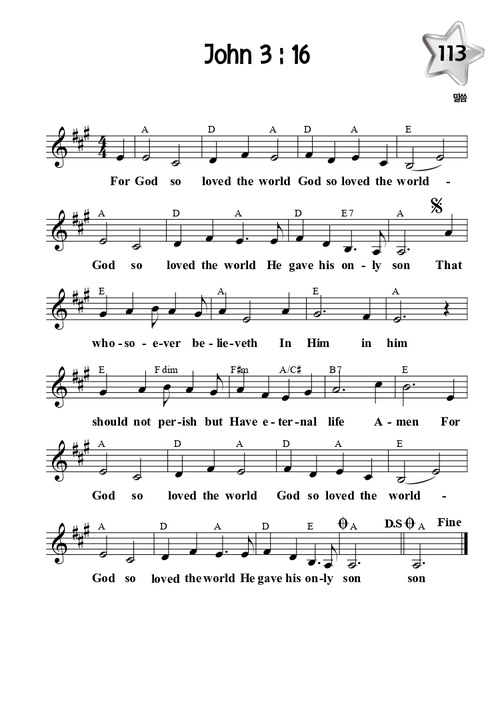 John 3 : 16
113
말씀
A D A D A E
For God so loved the world God so loved the world -
A D A D E7 A
God so loved the world He gave his on - ly son That
E A E A
who - so - e - ver be - lie - veth In Him in him
E F dim F#m A/C# B7 E
should not per - ish but Have e - ter - nal life A - men For
A D A D A E
God so loved the world God so loved the world -
A D A D E A D.S A Fine
God so loved the world He gave his on - ly son son